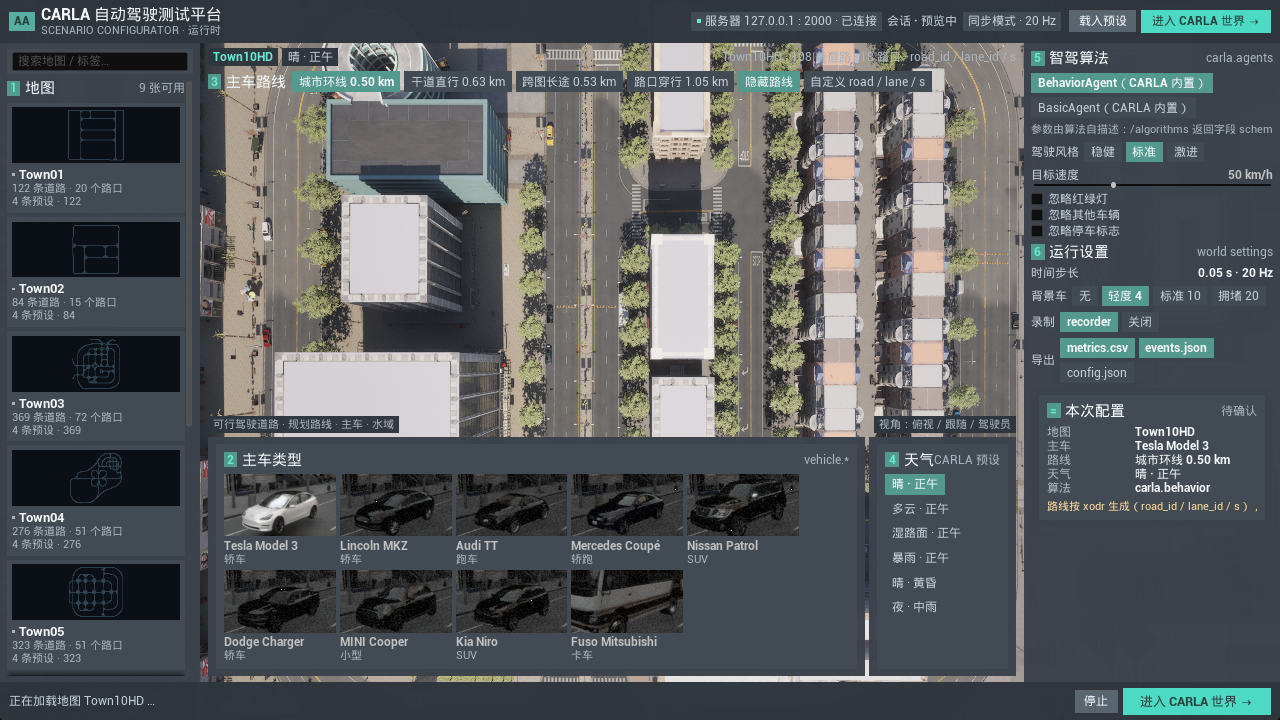 AA
CARLA 自动驾驶测试平台
SCENARIO CONFIGURATOR · 运行时
服务器 127.0.0.1 : 2000 · 已连接
会话 · 预览中
同步模式 · 20 Hz
载入预设
进入 CARLA 世界 →
搜索地图 / 标签...
1 地图
9 张可用
Town01
122 条道路 · 20 个路口
4 条预设 · 122
Town02
84 条道路 · 15 个路口
4 条预设 · 84
Town03
369 条道路 · 72 个路口
4 条预设 · 369
Town04
276 条道路 · 51 个路口
4 条预设 · 276
Town05
323 条道路 · 51 个路口
4 条预设 · 323
Town10HD
晴 · 正午
road_id / lane_id / s
3 主车路线
城市环线 0.50 km
干道直行 0.63 km
跨图长途 0.53 km
路口穿行 1.05 km
隐藏路线
自定义 road / lane / s
可行驾驶道路 · 规划路线 · 主车 · 水域
视角 : 俯视 / 跟随 / 驾驶员
2 主车类型
vehicle.*
Tesla Model 3
轿车
Lincoln MKZ
轿车
Audi TT
跑车
Mercedes Coupé
轿跑
Nissan Patrol
SUV
Dodge Charger
轿车
MINI Cooper
小型
Kia Niro
SUV
Fuso Mitsubishi
卡车
4 天气
CARLA 预设
晴 · 正午
多云 · 正午
湿路面 · 正午
暴雨 · 正午
晴 · 黄昏
夜 · 中雨
5 智驾算法
carla.agents
BehaviorAgent ( CARLA 内置 )
BasicAgent ( CARLA 内置 )
参数由算法自描述 : /algorithms 返回字段 schem
驾驶风格
稳健
标准
激进
目标速度
50 km/h
忽略红绿灯
忽略其他车辆
忽略停车标志
6 运行设置
world settings
时间步长
0.05 s · 20 Hz
背景车
无
轻度 4
标准 10
拥堵 20
录制
recorder
关闭
导出
metrics.csv
events.json
config.json
= 本次配置
待确认
地图 Town10HD
主车 Tesla Model 3
路线 城市环线 0.50 km
天气 晴 · 正午
算法 carla.behavior
路线按 xodr 生成 ( road_id / lane_id / s ) ,
正在加载地图 Town10HD ...
停止
进入 CARLA 世界 →